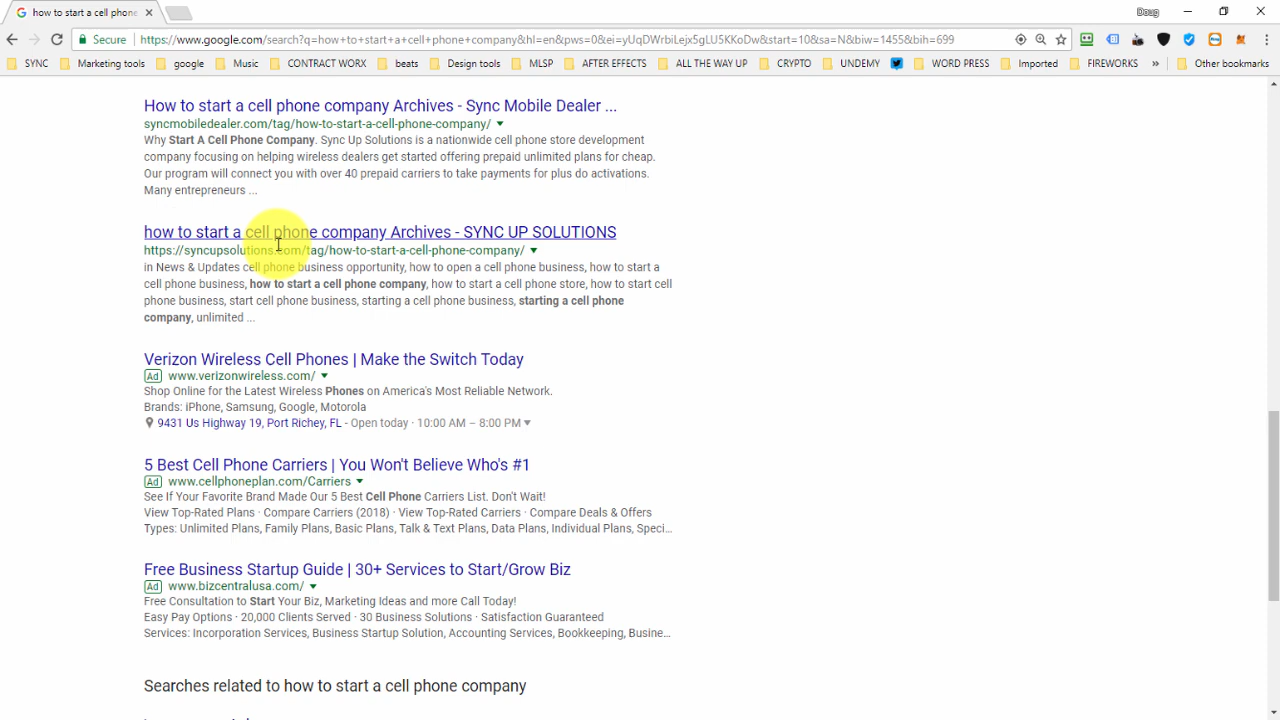 how to start a cell phone
Doug
Secure
https://www.google.com/search?q=how+to+start+a+cell+phone+company&hl=en&pws=0&ei=yUqDWrbiLejx5gLU5KKoDw&start=10&sa=N&biw=1455&bih=699
SYNC Marketing tools google Music CONTRACT WORX beats Design tools MLSP AFTER EFFECTS ALL THE WAY UP CRYPTO UDEMY WORD PRESS Imported FIREWORKS » Other bookmarks
How to start a cell phone company Archives - Sync Mobile Dealer ...
syncmobiledealer.com/tag/how-to-start-a-cell-phone-company/
Why Start A Cell Phone Company. Sync Up Solutions is a nationwide cell phone store development
company focusing on helping wireless dealers get started offering prepaid unlimited plans for cheap.
Our program will connect you with over 40 prepaid carriers to take payments for plus do activations.
Many entrepreneurs ...
how to start a cell phone company Archives - SYNC UP SOLUTIONS
https://syncupsolutions.com/tag/how-to-start-a-cell-phone-company/
in News & Updates cell phone business opportunity, how to open a cell phone business, how to start a
cell phone business, how to start a cell phone company, how to start a cell phone store, how to start cell
phone business, start cell phone business, starting a cell phone business, starting a cell phone
company, unlimited ...
Verizon Wireless Cell Phones | Make the Switch Today
Ad www.verizonwireless.com/
Shop Online for the Latest Wireless Phones on America's Most Reliable Network.
Brands: iPhone, Samsung, Google, Motorola
9431 Us Highway 19, Port Richey, FL - Open today · 10:00 AM – 8:00 PM
5 Best Cell Phone Carriers | You Won't Believe Who's #1
Ad www.cellphoneplan.com/Carriers
See If Your Favorite Brand Made Our 5 Best Cell Phone Carriers List. Don't Wait!
View Top-Rated Plans · Compare Carriers (2018) · View Top-Rated Carriers · Compare Deals & Offers
Types: Unlimited Plans, Family Plans, Basic Plans, Talk & Text Plans, Data Plans, Individual Plans, Speci...
Free Business Startup Guide | 30+ Services to Start/Grow Biz
Ad www.bizcentralusa.com/
Free Consultation to Start Your Biz, Marketing Ideas and more Call Today!
Easy Pay Options · 20,000 Clients Served · 30 Business Solutions · Satisfaction Guaranteed
Services: Incorporation Services, Business Startup Solution, Accounting Services, Bookkeeping, Busine...
Searches related to how to start a cell phone company